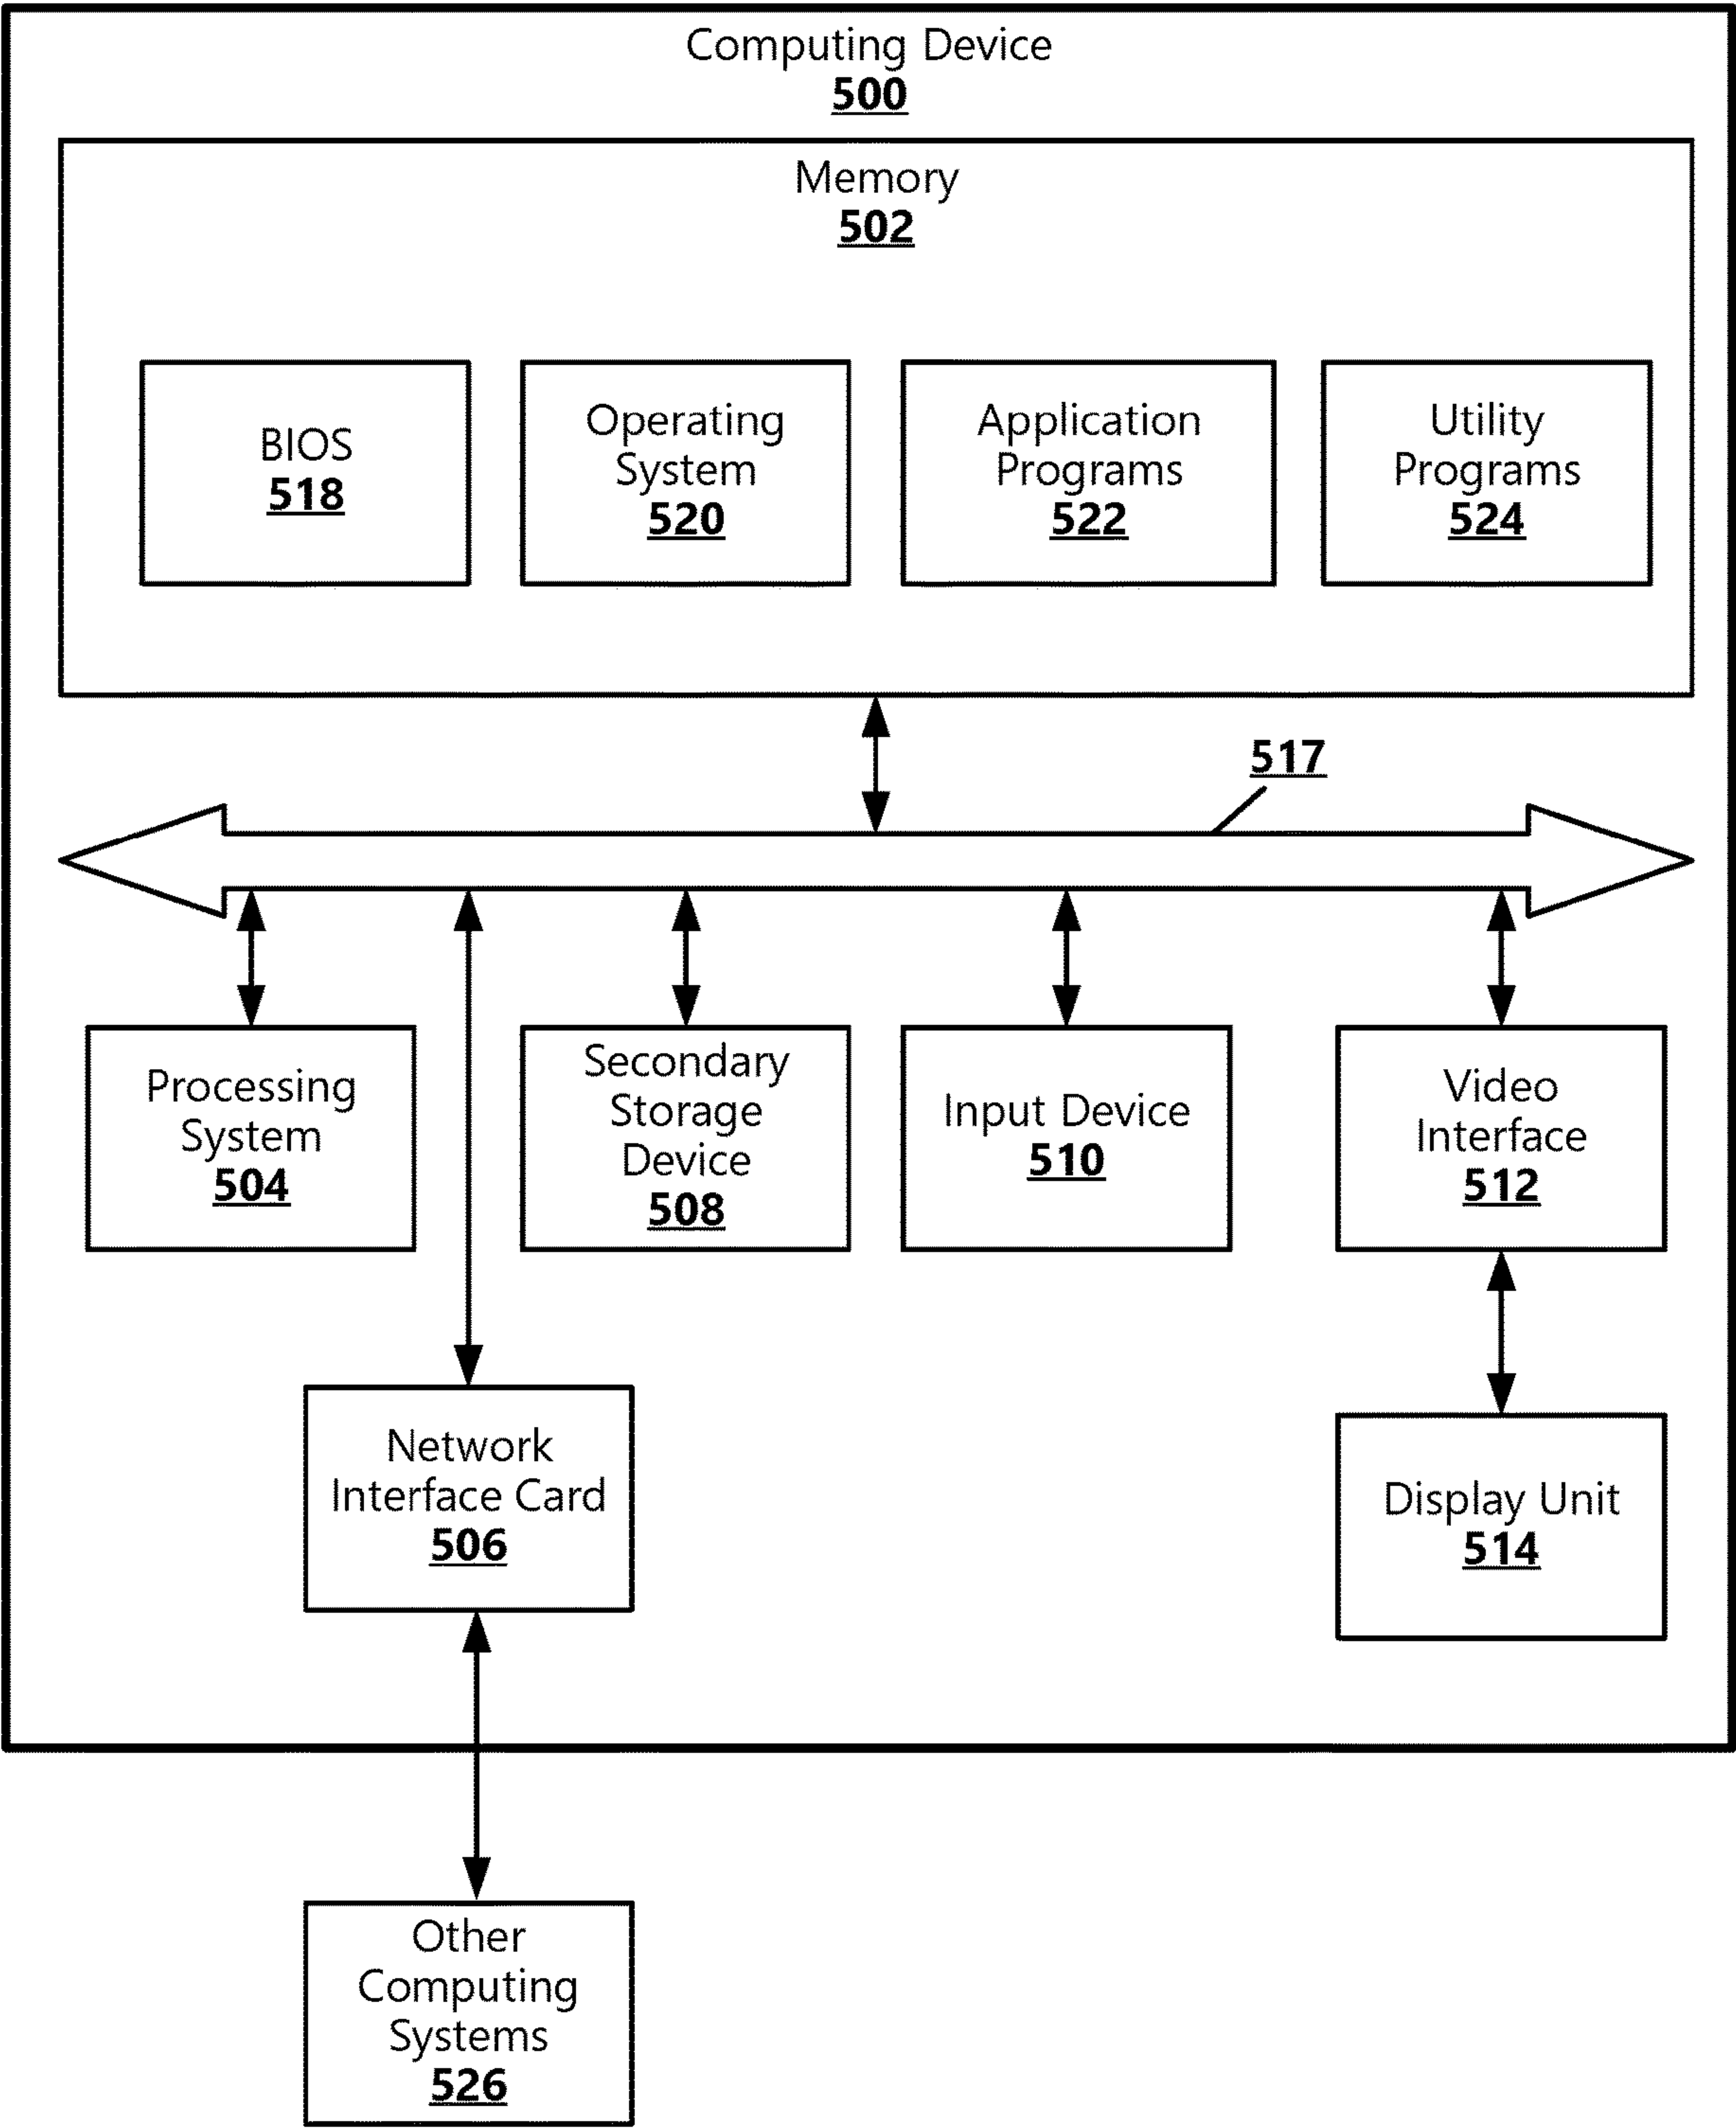 Computing Device
500
Memory
502
BIOS
518
Operating
System
520
Application
Programs
522
Utility
Programs
524
517
Processing
System
504
Secondary
Storage
Device
508
Input Device
510
Video
Interface
512
Network
Interface Card
506
Display Unit
514
Other
Computing
Systems
526